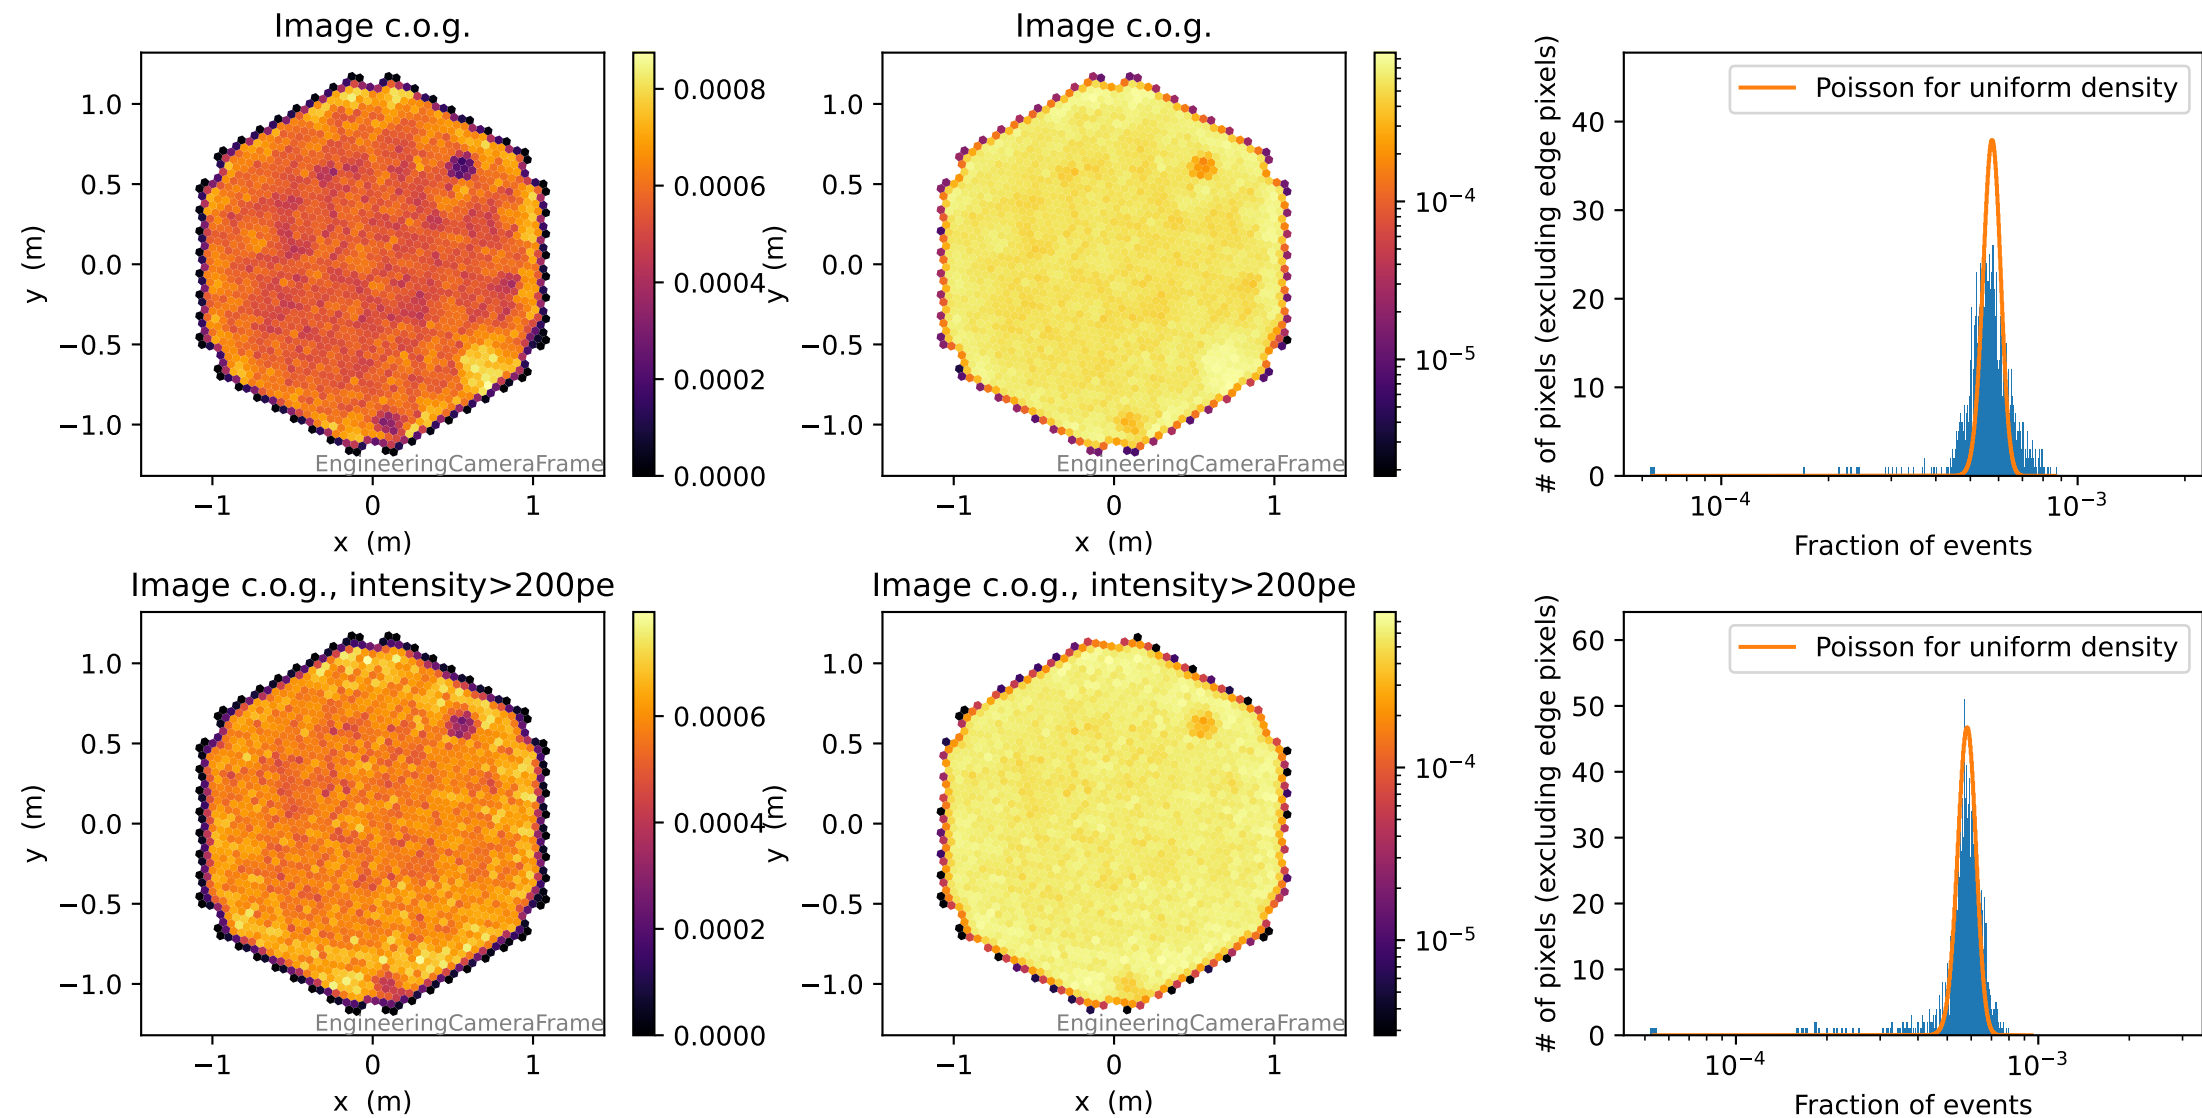 Image c.o.g.
1.0
0.5
0.0
−0.5
−1.0
y (m)
−1
0
1
x (m)
EngineeringCameraFrame
0.0008
0.0006
0.0004
0.0002
0.0000
Image c.o.g.
1.0
0.5
0.0
−0.5
−1.0
y (m)
−1
0
1
x (m)
EngineeringCameraFrame
10⁻⁴
10⁻⁵
Poisson for uniform density
40
30
20
10
0
# of pixels (excluding edge pixels)
10⁻⁴
10⁻³
Fraction of events
Image c.o.g., intensity>200pe
1.0
0.5
0.0
−0.5
−1.0
y (m)
−1
0
1
x (m)
EngineeringCameraFrame
0.0006
0.0004
0.0002
0.0000
Image c.o.g., intensity>200pe
1.0
0.5
0.0
−0.5
−1.0
y (m)
−1
0
1
x (m)
EngineeringCameraFrame
10⁻⁴
10⁻⁵
Poisson for uniform density
60
50
40
30
20
10
0
# of pixels (excluding edge pixels)
10⁻⁴
10⁻³
Fraction of events